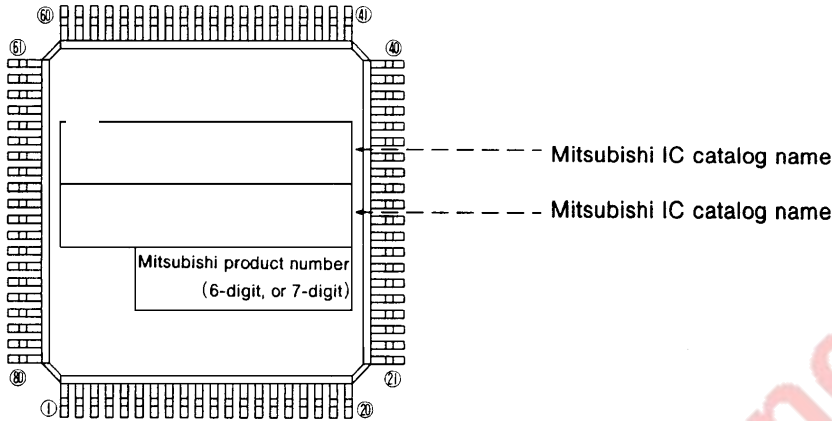 ㊿ ㊶
61 ㊵
Mitsubishi IC catalog name
Mitsubishi IC catalog name
Mitsubishi product number
(6-digit, or 7-digit)
80 ㉑
① ⑳